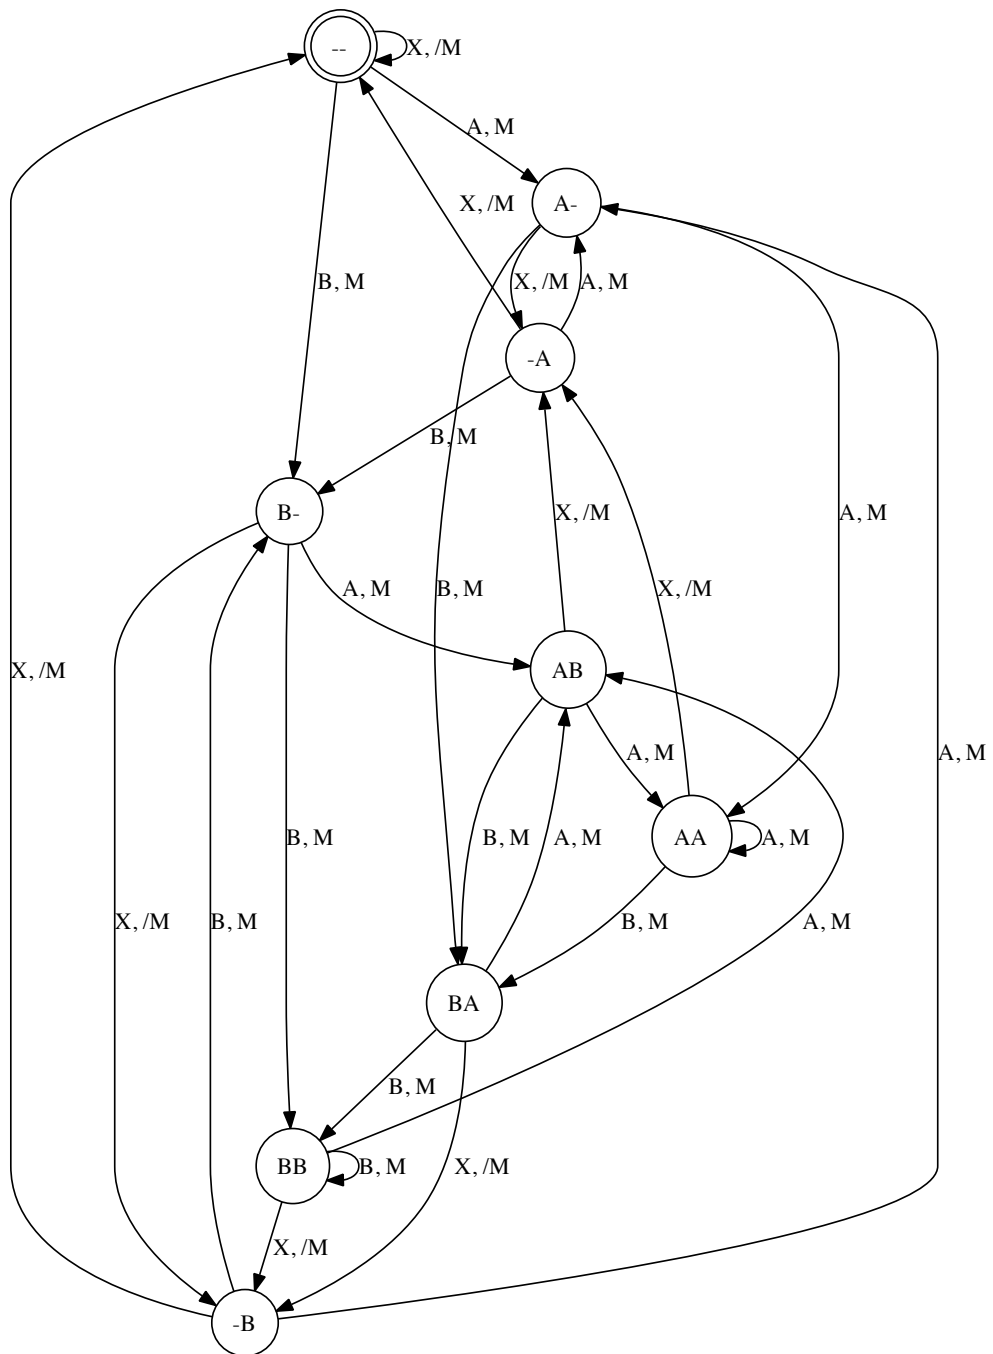 --
X, /M
A, M
A-
X, /M
B, M
X, /M
A, M
-A
B, M
B-
X, /M
A, M
A, M
B, M
X, /M
X, /M
AB
A, M
A, M
B, M
B, M
A, M
AA
A, M
X, /M
B, M
B, M
A, M
BA
B, M
BB
B, M
X, /M
X, /M
-B